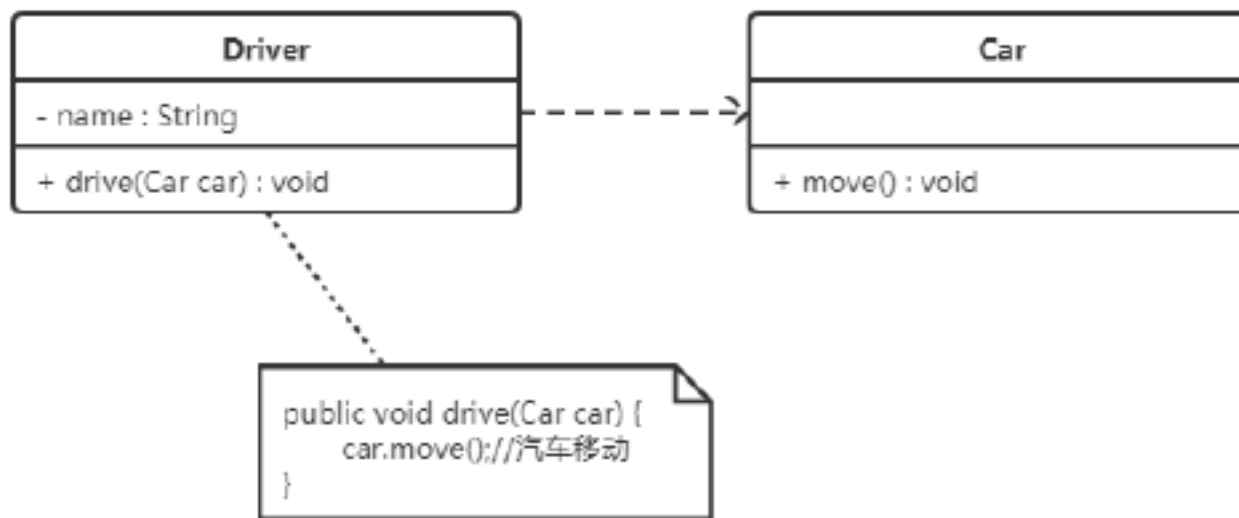 Driver
- name : String
+ drive(Car car) : void
Car
+ move() : void
public void drive(Car car) {
car.move();//汽车移动
}